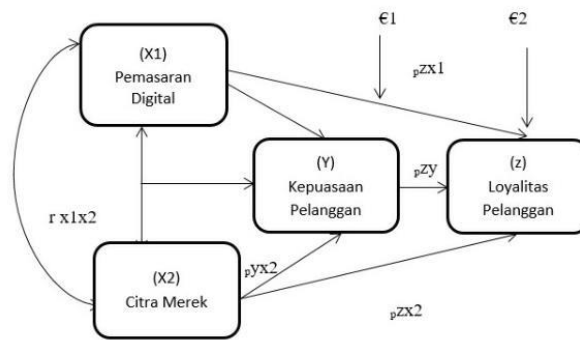 €1
€2
(X1)
Pemasaran
Digital
pzx1
(Y)
Kepuasaan
Pelanggan
pzy
(z)
Loyalitas
Pelanggan
r x1x2
(X2)
Citra Merek
pyx2
pzx2